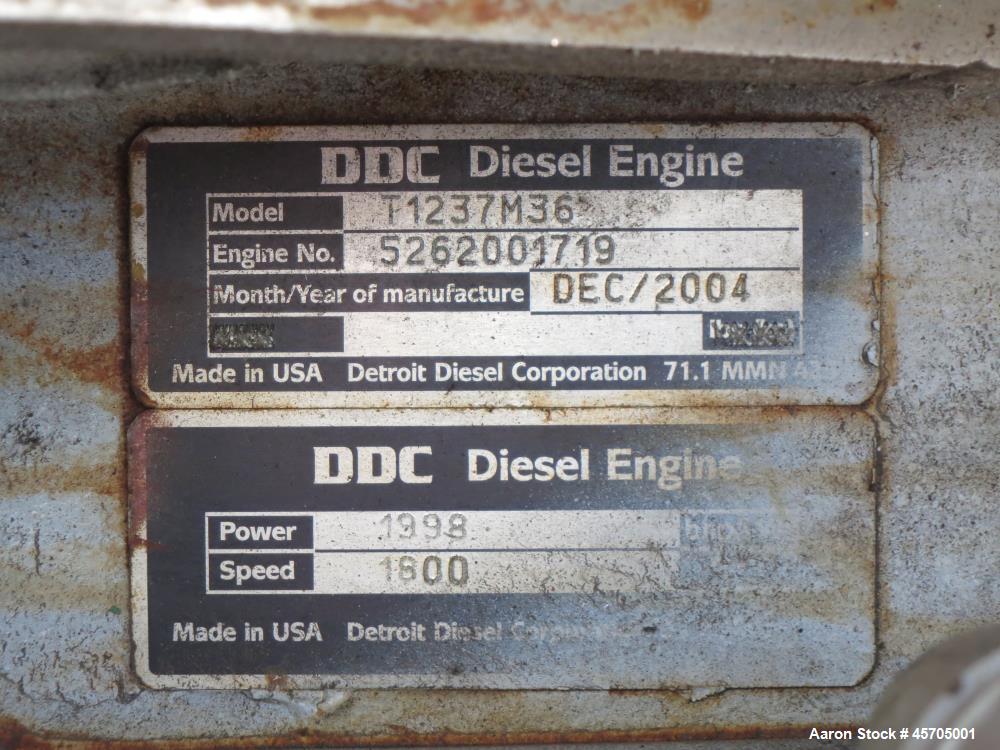 DDC Diesel Engine
Model T1237M36
Engine No. 5262001719
Month/Year of manufacture DEC/2004
Made in USA Detroit Diesel Corporation 71.1 MMN
DDC Diesel Engine
Power 1998
Speed 1800
Made in USA Detroit Diesel Corporation
Aaron Stock # 45705001